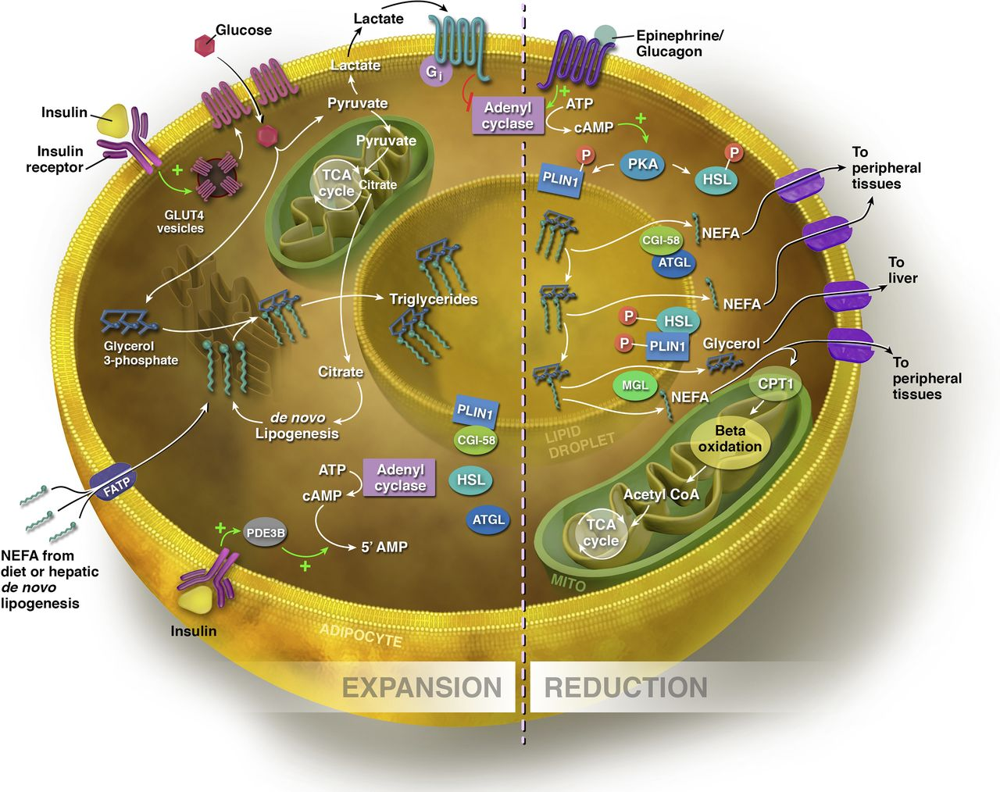 Lactate
Glucose
Lactate
G i
Epinephrine/
Glucagon
Pyruvate
Adenyl
cyclase
+
ATP
cAMP
+
Insulin
Insulin
receptor
+
GLUT4
vesicles
Pyruvate
TCA
cycle
Citrate
P
PLIN1
PKA
P
HSL
To
peripheral
tissues
NEFA
CGI-58
ATGL
To
liver
Triglycerides
NEFA
Glycerol
3-phosphate
P
HSL
P
PLIN1
Glycerol
To
peripheral
tissues
Citrate
MGL
NEFA
CPT1
de novo
Lipogenesis
PLIN1
CGI-58
LIPID
DROPLET
Beta
oxidation
ATP
Adenyl
cyclase
cAMP
HSL
FATP
Acetyl CoA
ATGL
TCA
cycle
+
PDE3B
5' AMP
+
NEFA from
diet or hepatic
de novo
lipogenesis
MITO
Insulin
ADIPOCYTE
EXPANSION
REDUCTION